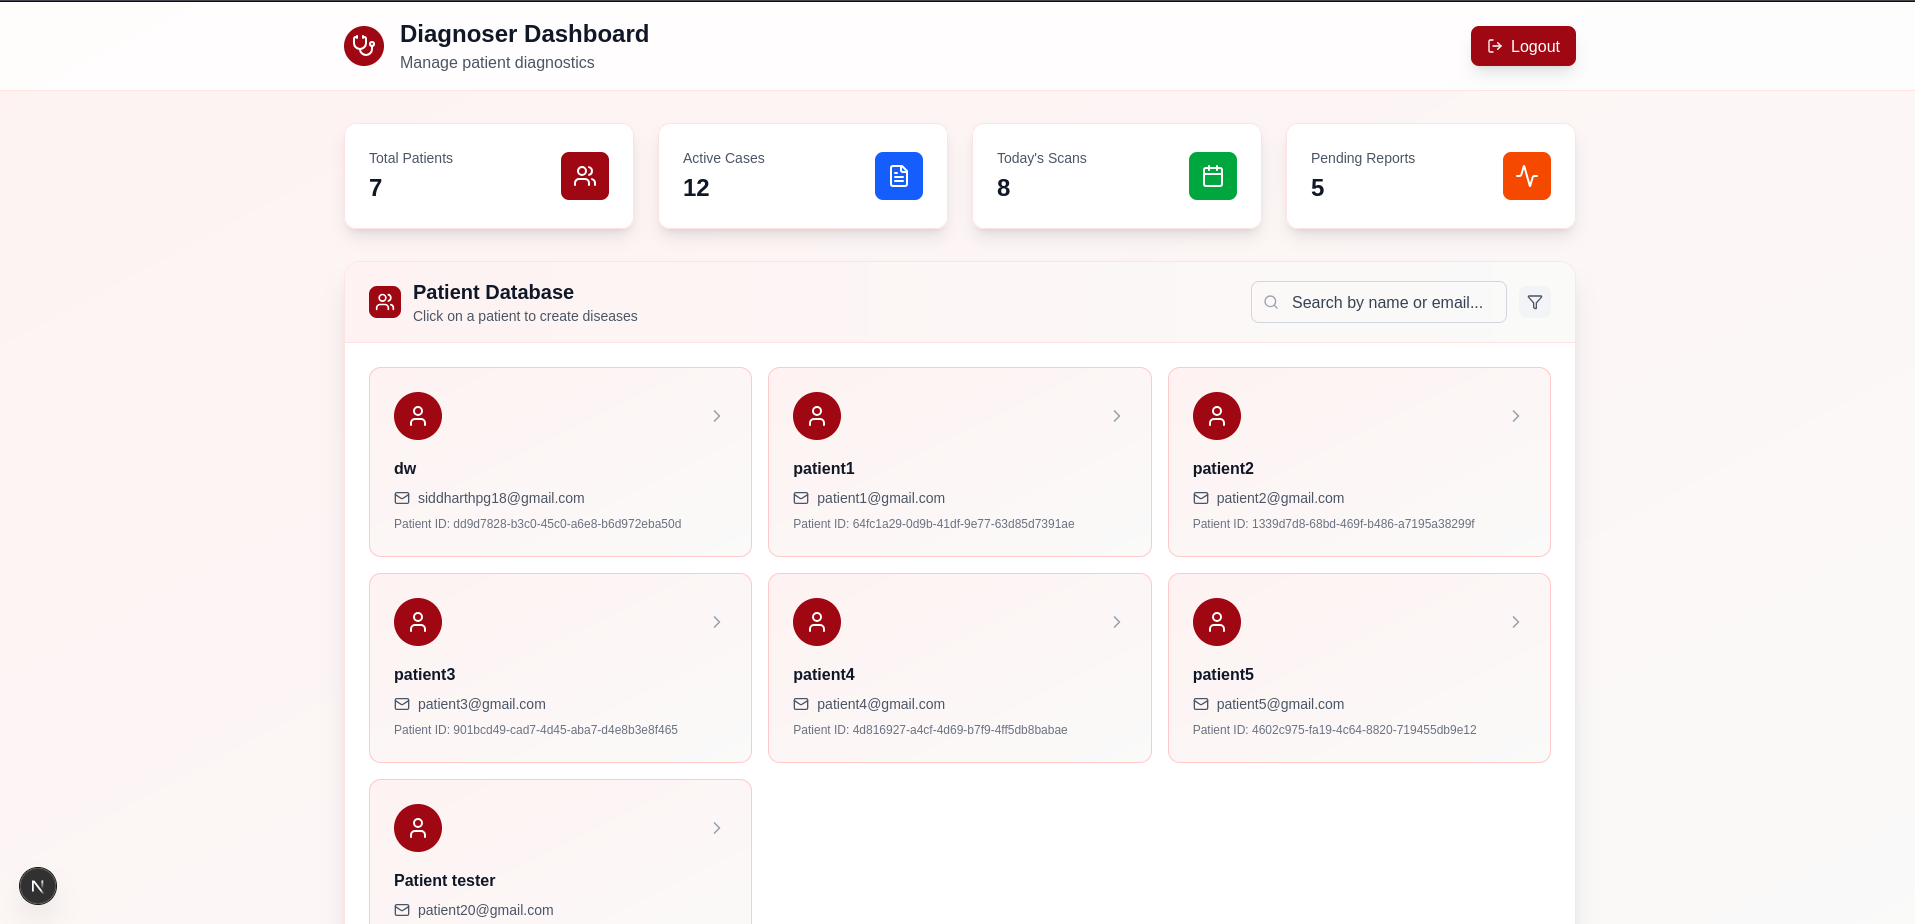 Diagnoser Dashboard
Manage patient diagnostics
Logout
Total Patients
7
Active Cases
12
Today's Scans
8
Pending Reports
5
Patient Database
Click on a patient to create diseases
Search by name or email...
dw
siddharthpg18@gmail.com
Patient ID: dd9d7828-b3c0-45c0-a6e8-b6d972eba50d
patient1
patient1@gmail.com
Patient ID: 64fc1a29-0d9b-41df-9e77-63d85d7391ae
patient2
patient2@gmail.com
Patient ID: 1339d7d8-68bd-469f-b486-a7195a38299f
patient3
patient3@gmail.com
Patient ID: 901bcd49-cad7-4d45-aba7-d4e8b3e8f465
patient4
patient4@gmail.com
Patient ID: 4d816927-a4cf-4d69-b7f9-4ff5db8babae
patient5
patient5@gmail.com
Patient ID: 4602c975-fa19-4c64-8820-719455db9e12
Patient tester
patient20@gmail.com
N